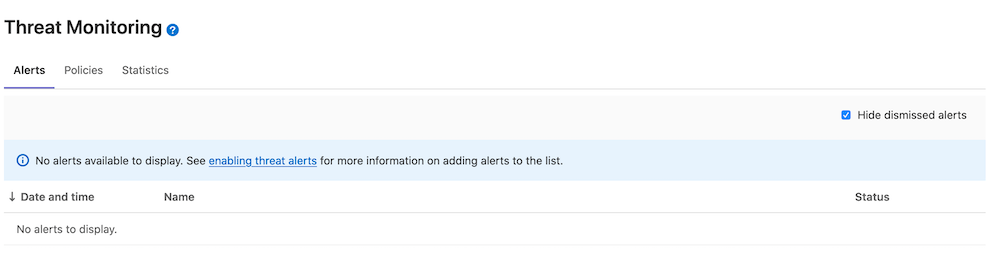 Threat Monitoring ?
Alerts Policies Statistics
Hide dismissed alerts
No alerts available to display. See enabling threat alerts for more information on adding alerts to the list.
↓ Date and time Name Status
No alerts to display.